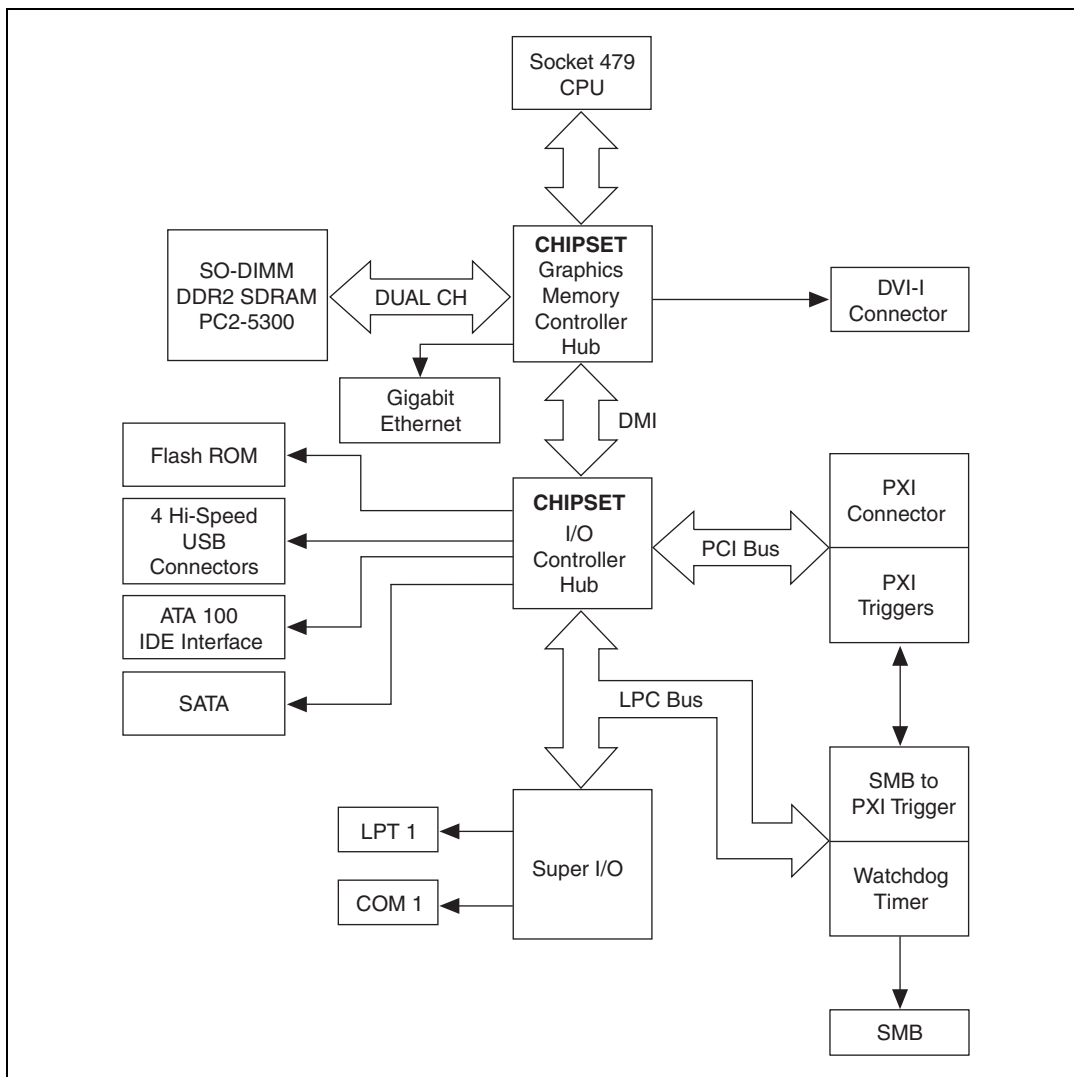 Socket 479
CPU
CHIPSET
Graphics
Memory
Controller
Hub
SO-DIMM
DDR2 SDRAM
PC2-5300
DUAL CH
DVI-I
Connector
Gigabit
Ethernet
DMI
Flash ROM
4 Hi-Speed
USB
Connectors
ATA 100
IDE Interface
SATA
CHIPSET
I/O
Controller
Hub
PCI Bus
PXI
Connector
PXI
Triggers
LPC Bus
SMB to
PXI Trigger
Watchdog
Timer
LPT 1
COM 1
Super I/O
SMB